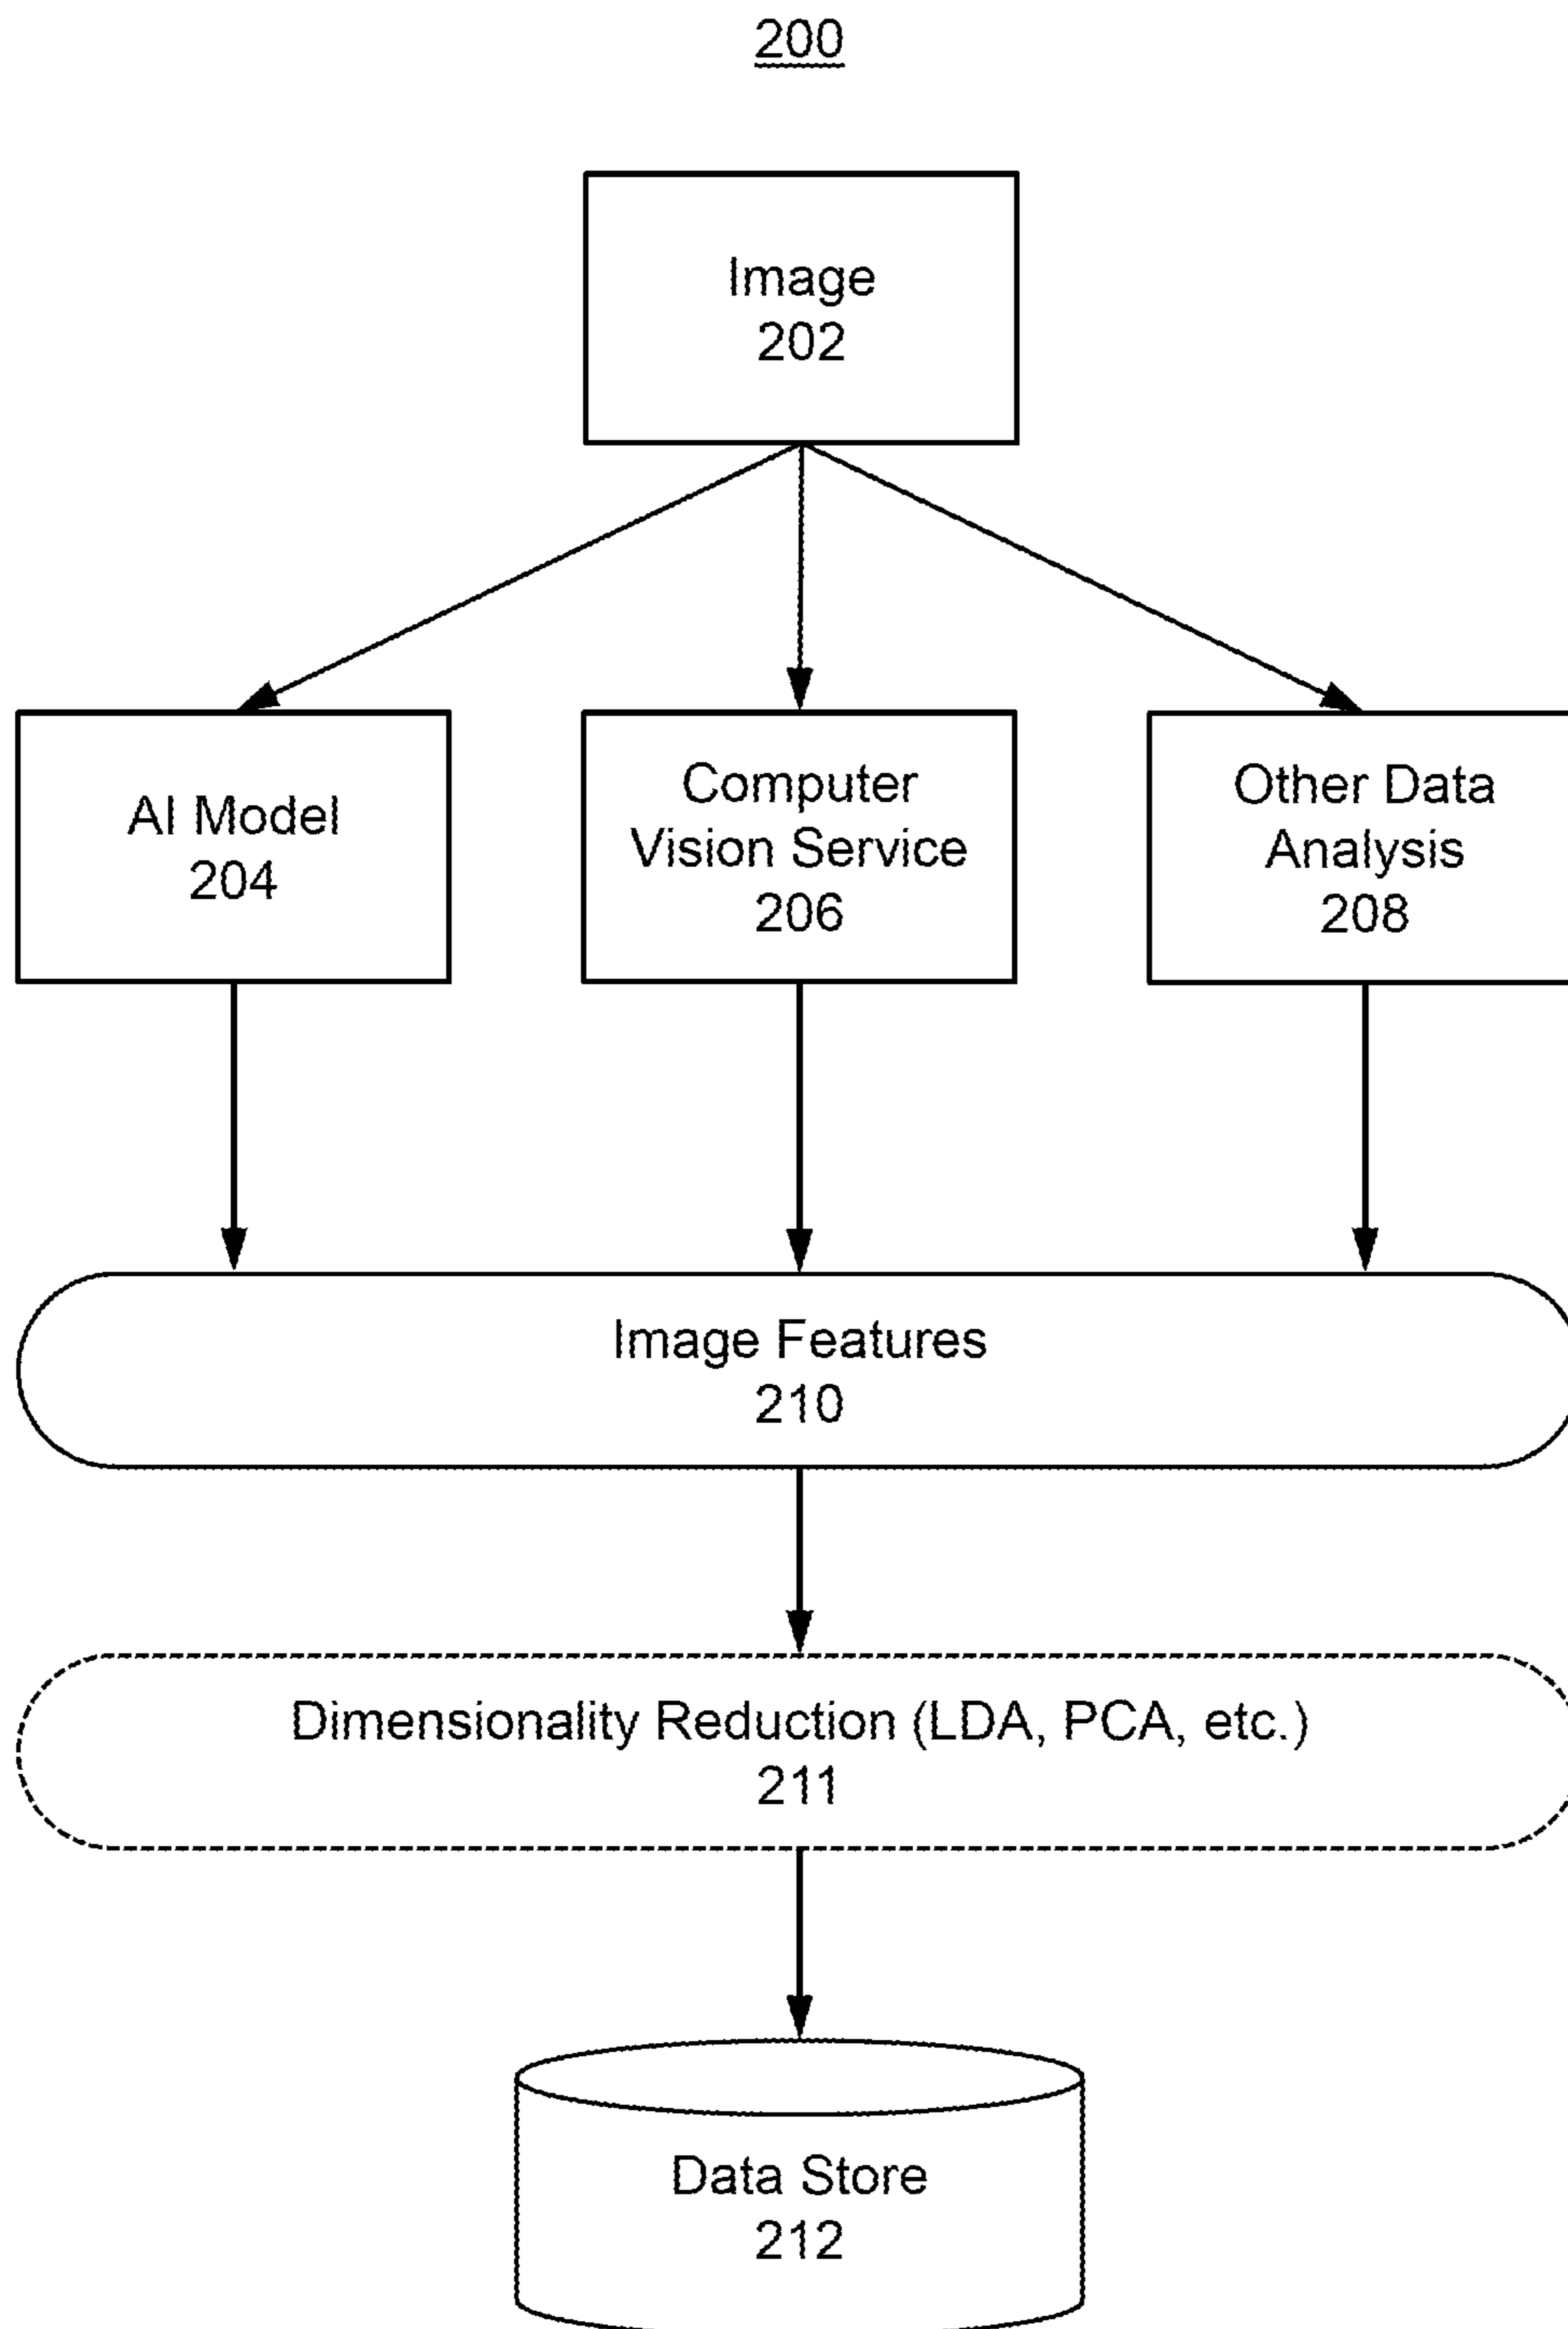 200
Image
202
AI Model
204
Computer
Vision Service
206
Other Data
Analysis
208
Image Features
210
Dimensionality Reduction (LDA, PCA, etc.)
211
Data Store
212